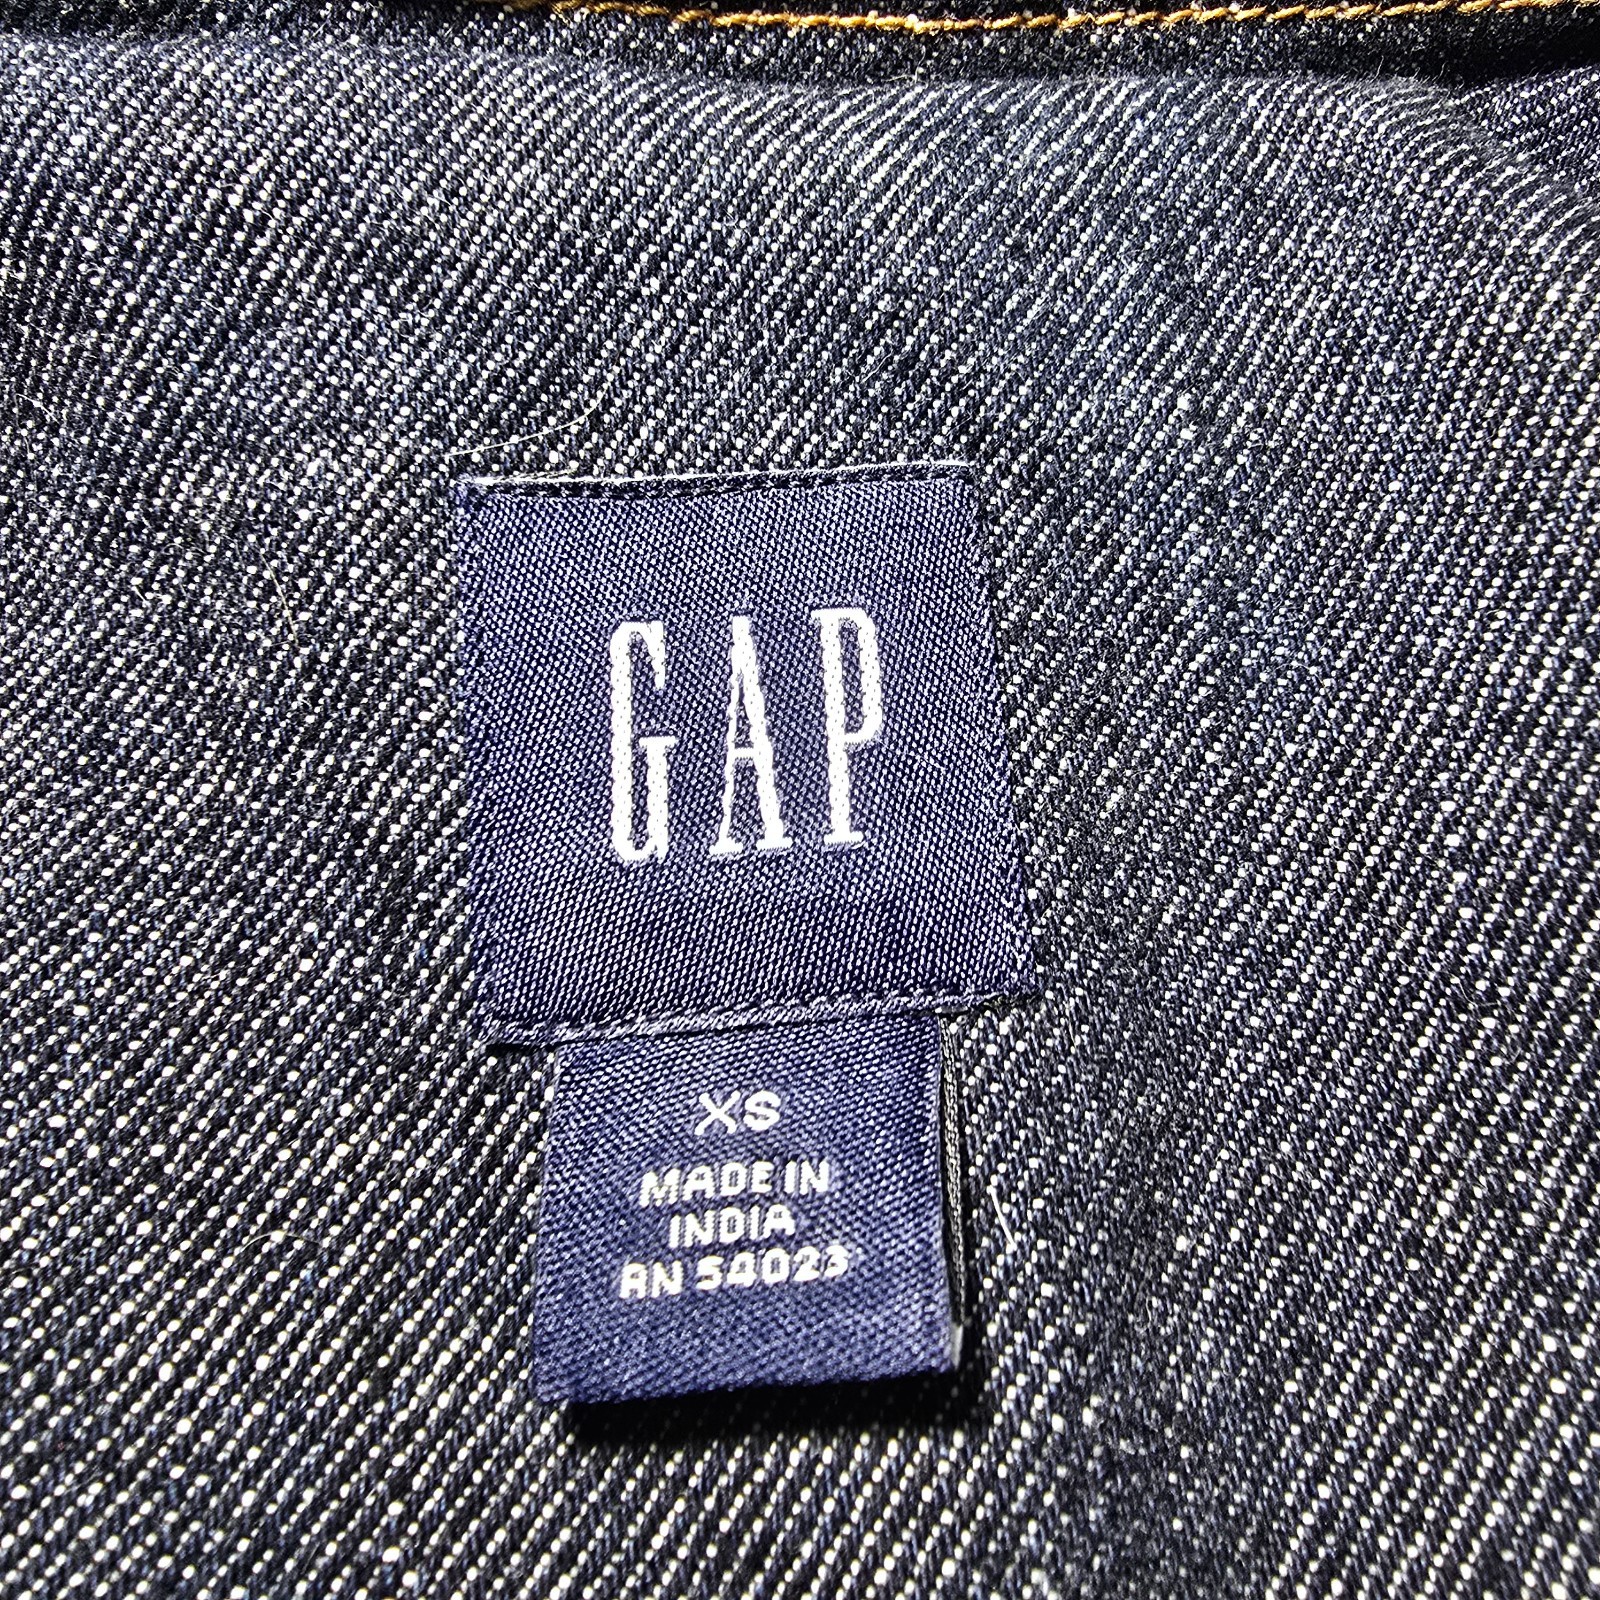 GAP
XS
MADE IN
INDIA
RN 54023